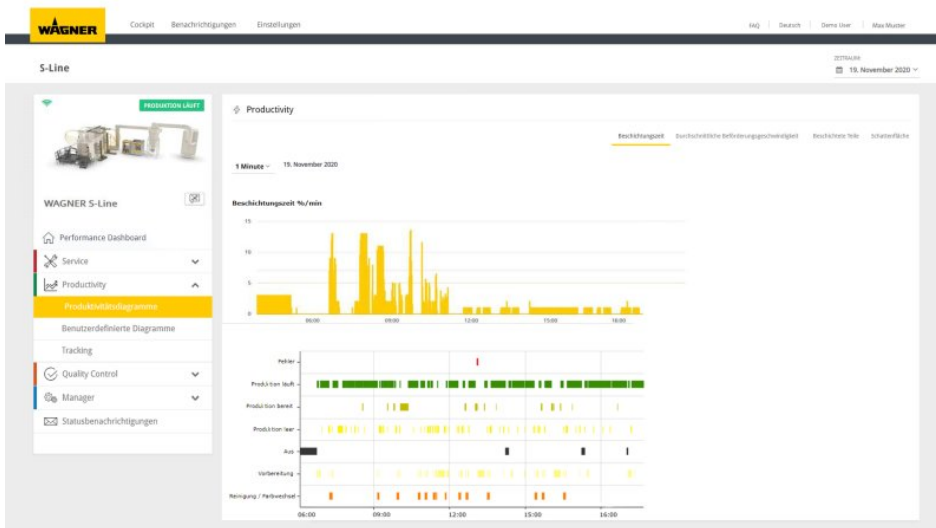 WAGNER
Cockpit Benachrichtigungen Einstellungen
FAQ Deutsch Demo User Max Muster
S-Line
ZEITRAUM:
19. November 2020
PRODUKTION LÄUFT
Productivity
Beschichtungszeit Durchschnittliche Beförderungsgeschwindigkeit Beschichtete Teile Schattenfläche
1 Minute 19. November 2020
WAGNER S-Line
Beschichtungszeit %/min
Performance Dashboard
Service
Productivity
Produktivitätsdiagramme
Benutzerdefinierte Diagramme
Tracking
Quality Control
Manager
Statusbenachrichtigungen
15
10
5
0
06:00 09:00 12:00 15:00 18:00
Fehler
Produktion läuft
Produktion bereit
Produktion leer
Aus
Vorbereitung
Reinigung / Farbwechsel
06:00 09:00 12:00 15:00 18:00